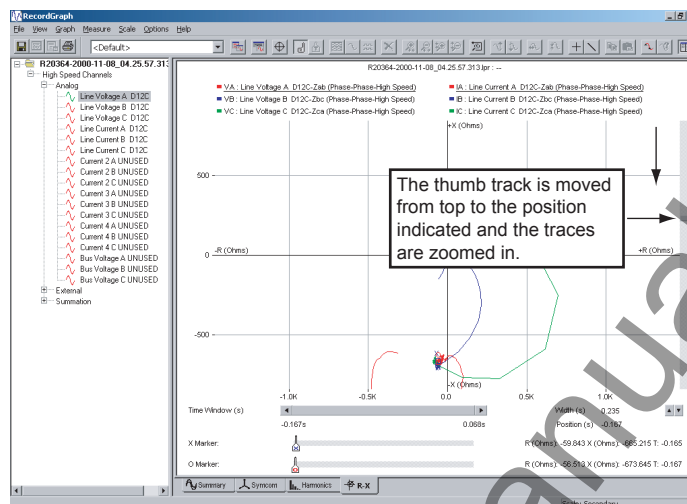 RecordGraph
File View Graph Measure Scale Options Help
<Default>
R20364-2000-11-08_04.25.57.313
High Speed Channels
Analog
Line Voltage A D12C
Line Voltage B D12C
Line Voltage C D12C
Line Current A D12C
Line Current B D12C
Line Current C D12C
Current 2 A UNUSED
Current 2 B UNUSED
Current 2 C UNUSED
Current 3 A UNUSED
Current 3 B UNUSED
Current 3 C UNUSED
Current 4 A UNUSED
Current 4 B UNUSED
Current 4 C UNUSED
Bus Voltage A UNUSED
Bus Voltage B UNUSED
Bus Voltage C UNUSED
External
Summation
R20364-2000-11-08_04.25.57.313.lpr : --
VA : Line Voltage A D12C-Zab (Phase-Phase-High Speed)
IA : Line Current A D12C-Zab (Phase-Phase-High Speed)
VB : Line Voltage B D12C-Zbc (Phase-Phase-High Speed)
IB : Line Current B D12C-Zbc (Phase-Phase-High Speed)
VC : Line Voltage C D12C-Zca (Phase-Phase-High Speed)
IC : Line Current C D12C-Zca (Phase-Phase-High Speed)
+X (Ohms)
500
The thumb track is moved
from top to the position
indicated and the traces
are zoomed in.
0
-R (Ohms)
+R (Ohms)
-500
-X (Ohms)
-1.0K -0.5K 0.0 0.5K 1.0K
Time Window (s)
Width (s) 0.235
-0.167s 0.068s
Position (s) -0.167
X Marker:
R (Ohms): -59.843 X (Ohms): -665.215 T: -0.165
O Marker:
R (Ohms): -56.513 X (Ohms): -673.645 T: -0.167
Summary Symcom Harmonics R-X
Secondary